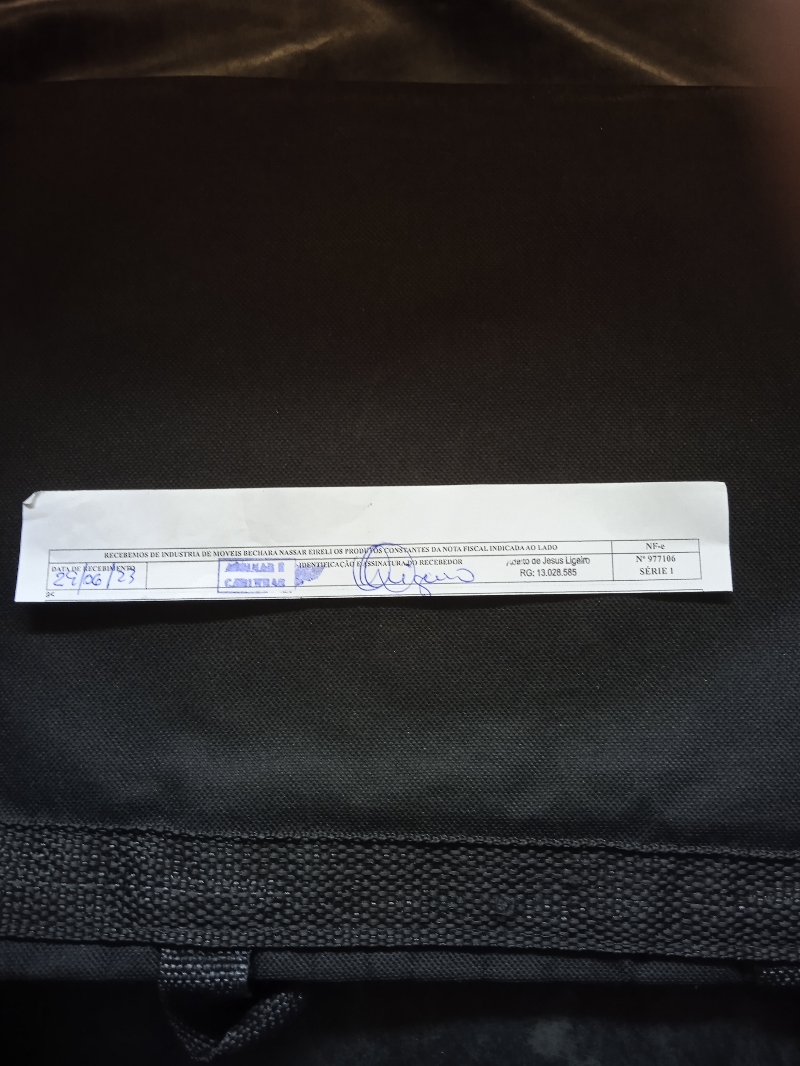 RECEBEMOS DE INDUSTRIA DE MOVEIS BECHARA NASSAR EIRELI OS PRODUTOS CONSTANTES DA NOTA FISCAL INDICADA AO LADO
NF-e
DATA DE RECEBIMENTO
IDENTIFICAÇÃO E ASSINATURA DO RECEBEDOR
de Jesus Ligeiro
Nº 977106
29/06/23
RG: 13.028.585
SÉRIE 1